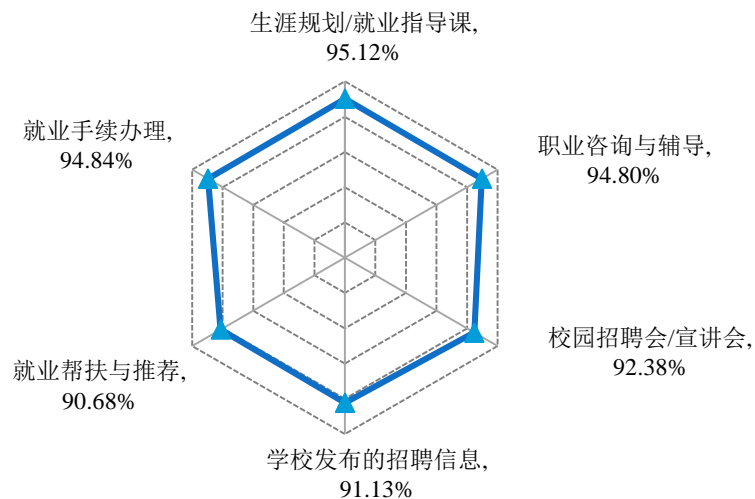 生涯规划/就业指导课,
95.12%
就业手续办理,
94.84%
职业咨询与辅导,
94.80%
校园招聘会/宣讲会,
92.38%
就业帮扶与推荐,
90.68%
学校发布的招聘信息,
91.13%